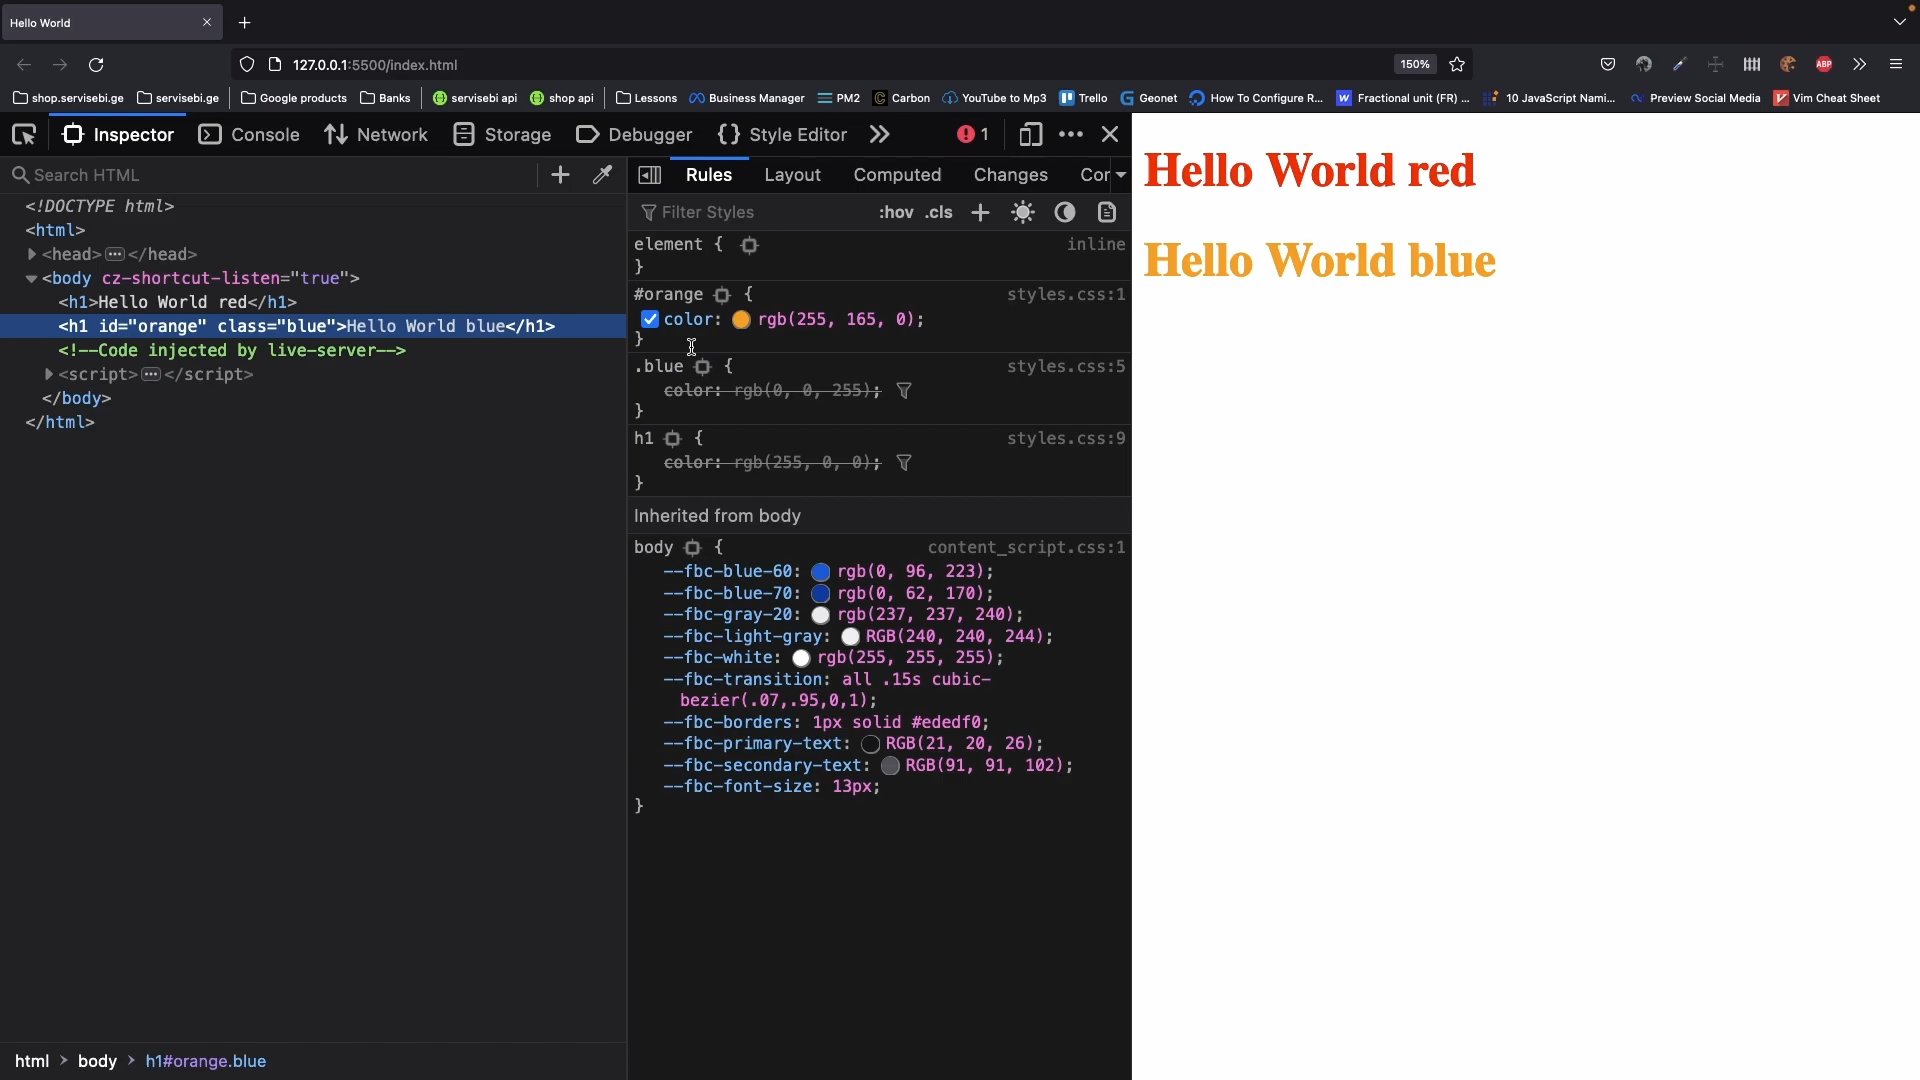 Hello World
127.0.0.1:5500/index.html
150%
ABP
shop.servisebi.ge servisebi.ge Google products Banks servisebi api shop api Lessons Business Manager PM2 Carbon YouTube to Mp3 Trello Geonet How To Configure R... Fractional unit (FR) ... 10 JavaScript Nami... Preview Social Media Vim Cheat Sheet
Inspector Console Network Storage Debugger {} Style Editor 1
Search HTML
<!DOCTYPE html>
<html>
<head></head>
<body cz-shortcut-listen="true">
<h1>Hello World red</h1>
<h1 id="orange" class="blue">Hello World blue</h1>
<!--Code injected by live-server-->
<script></script>
</body>
</html>
html > body > h1#orange.blue
Rules Layout Computed Changes Cor
Filter Styles :hov .cls
element { inline
}
#orange { styles.css:1
color: rgb(255, 165, 0);
}
.blue { styles.css:5
color: rgb(0, 0, 255);
}
h1 { styles.css:9
color: rgb(255, 0, 0);
}
Inherited from body
body { content_script.css:1
--fbc-blue-60: rgb(0, 96, 223);
--fbc-blue-70: rgb(0, 62, 170);
--fbc-gray-20: rgb(237, 237, 240);
--fbc-light-gray: RGB(240, 240, 244);
--fbc-white: rgb(255, 255, 255);
--fbc-transition: all .15s cubic-
bezier(.07,.95,0,1);
--fbc-borders: 1px solid #ededf0;
--fbc-primary-text: RGB(21, 20, 26);
--fbc-secondary-text: RGB(91, 91, 102);
--fbc-font-size: 13px;
}
Hello World red
Hello World blue